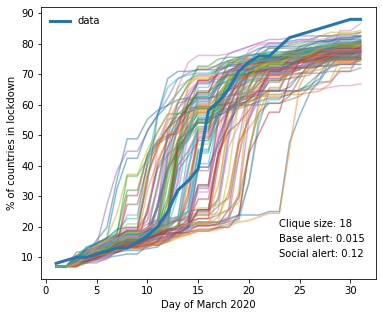 data
90
80
70
60
50
40
30
20
10
% of countries in lockdown
Clique size: 18
Base alert: 0.015
Social alert: 0.12
0 5 10 15 20 25 30
Day of March 2020